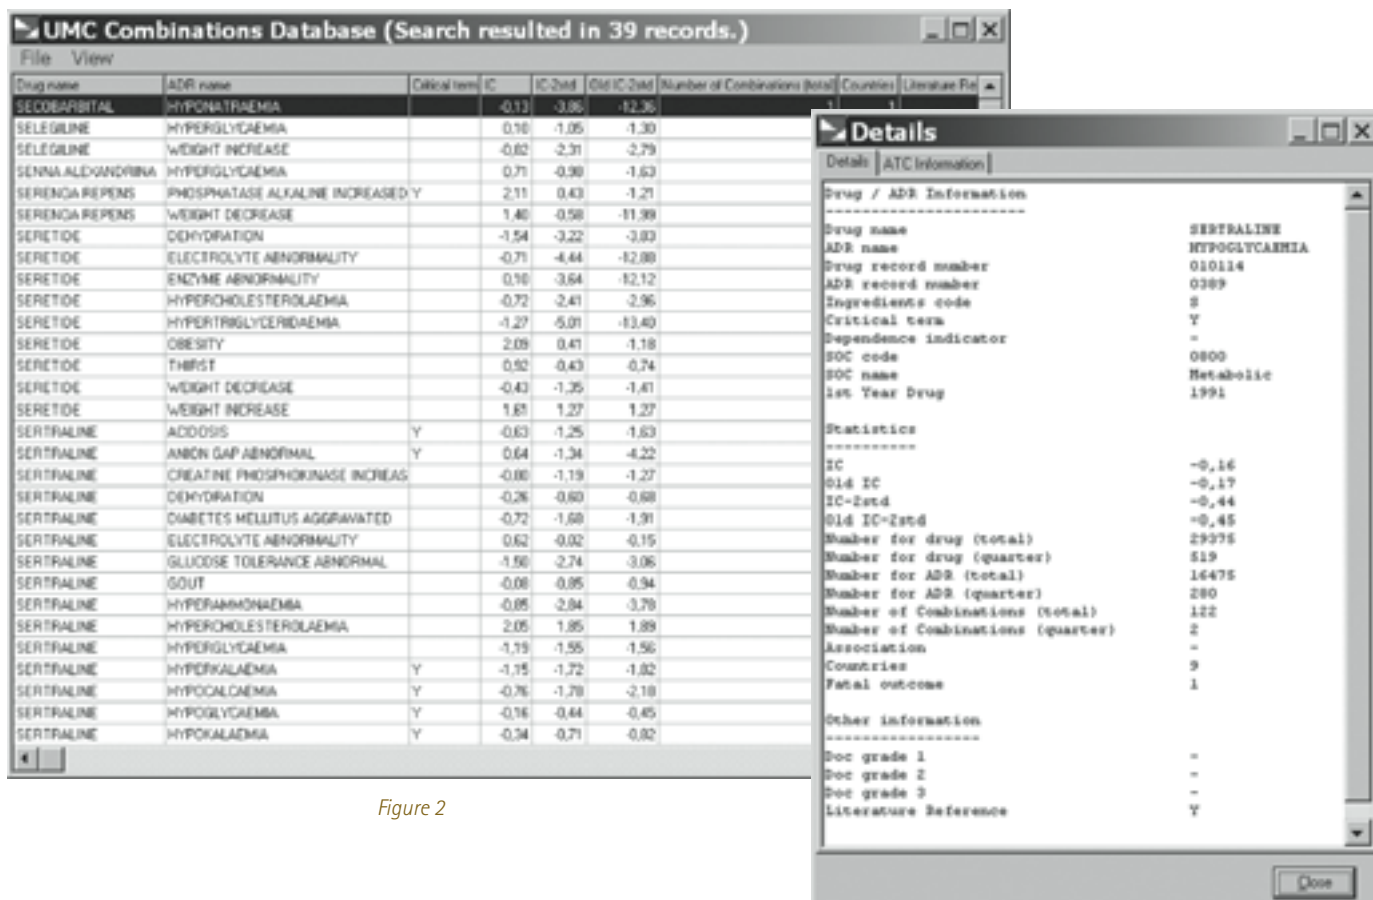 UMC Combinations Database (Search resulted in 39 records.)
File View
Drug name ADR name Critical term IC IC-2std Old IC-2std Number of Combinations (total) Countries Literature Re
SECOBARBITAL HYPONATRAEMIA -0,13 -3,86 -12,36 1 1
SELEGILINE HYPERGLYCAEMIA 0,10 -1,05 -1,30
SELEGILINE WEIGHT INCREASE -0,82 -2,31 -2,79
SENNA ALEXANDRINA HYPERGLYCAEMIA 0,71 -0,98 -1,63
SERENOA REPENS PHOSPHATASE ALKALINE INCREASED Y 2,11 0,43 -1,21
SERENOA REPENS WEIGHT DECREASE 1,40 -0,58 -11,99
SERETIDE DEHYDRATION -1,54 -3,22 -3,83
SERETIDE ELECTROLYTE ABNORMALITY -0,71 -4,44 -12,88
SERETIDE ENZYME ABNORMALITY 0,10 -3,64 -12,12
SERETIDE HYPERCHOLESTEROLAEMIA -0,72 -2,41 -2,96
SERETIDE HYPERTRIGLYCERIDAEMIA -1,27 -5,01 -13,40
SERETIDE OBESITY 2,09 0,41 -1,18
SERETIDE THIRST 0,92 -0,43 -0,74
SERETIDE WEIGHT DECREASE -0,43 -1,35 -1,41
SERETIDE WEIGHT INCREASE 1,61 1,27 1,27
SERTRALINE ACIDOSIS Y -0,63 -1,25 -1,63
SERTRALINE ANION GAP ABNORMAL Y 0,64 -1,34 -4,22
SERTRALINE CREATINE PHOSPHOKINASE INCREAS -0,80 -1,19 -1,27
SERTRALINE DEHYDRATION -0,26 -0,60 -0,68
SERTRALINE DIABETES MELLITUS AGGRAVATED -0,72 -1,68 -1,91
SERTRALINE ELECTROLYTE ABNORMALITY 0,62 -0,02 -0,15
SERTRALINE GLUCOSE TOLERANCE ABNORMAL -1,50 -2,74 -3,06
SERTRALINE GOUT -0,08 -0,85 -0,94
SERTRALINE HYPERAMMONAEMIA -0,85 -2,84 -3,78
SERTRALINE HYPERCHOLESTEROLAEMIA 2,05 1,85 1,89
SERTRALINE HYPERGLYCAEMIA -1,19 -1,55 -1,56
SERTRALINE HYPERKALAEMIA Y -1,15 -1,72 -1,82
SERTRALINE HYPOCALCAEMIA Y -0,76 -1,78 -2,18
SERTRALINE HYPOGLYCAEMIA Y -0,16 -0,44 -0,45
SERTRALINE HYPOKALAEMIA Y -0,34 -0,71 -0,82
Figure 2
Details
Details ATC Information
Drug / ADR Information
-----------------------
Drug name SERTRALINE
ADR name HYPOGLYCAEMIA
Drug record number 010114
ADR record number 0389
Ingredients code S
Critical term Y
Dependence indicator -
SOC code 0800
SOC name Metabolic
1st Year Drug 1991
Statistics
----------
IC -0,16
Old IC -0,17
IC-2std -0,44
Old IC-2std -0,45
Number for drug (total) 29375
Number for drug (quarter) 519
Number for ADR (total) 16475
Number for ADR (quarter) 280
Number of Combinations (total) 122
Number of Combinations (quarter) 2
Association -
Countries 9
Fatal outcome 1
Other information
-----------------
Doc grade 1 -
Doc grade 2 -
Doc grade 3 -
Literature Reference Y
Close